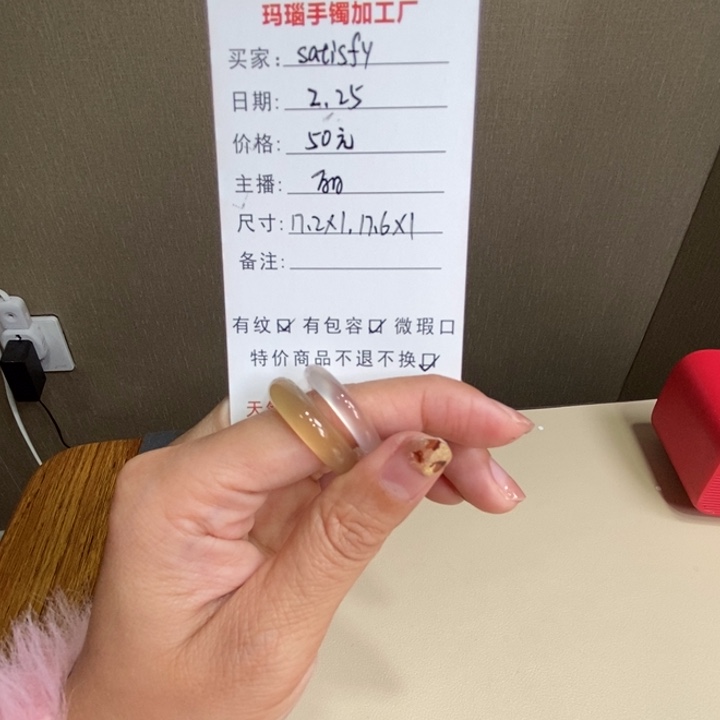 玛瑙手镯加工厂
买家: satisfy
日期: 2.25
价格: 50元
主播:
尺寸: 17.2X1.17.6X1
备注:
有纹☑ 有包容☑ 微瑕口
特价商品不退不换☑
天